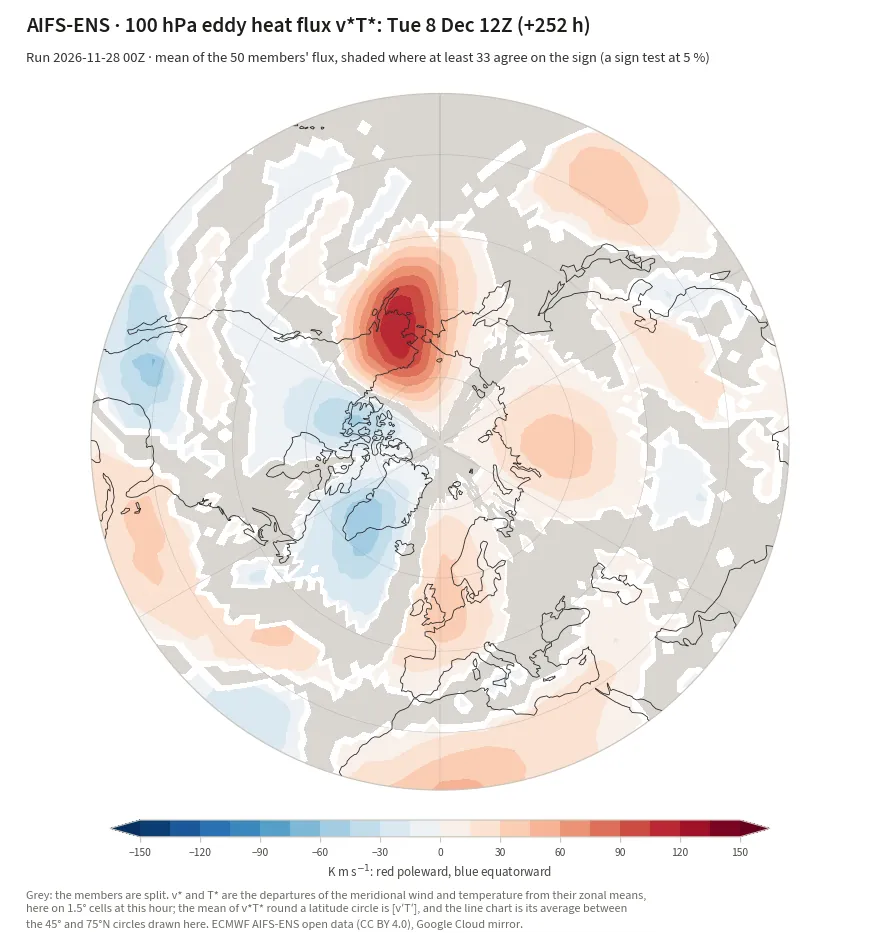 AIFS-ENS · 100 hPa eddy heat flux v*T*: Tue 8 Dec 12Z (+252 h)
Run 2026-11-28 00Z · mean of the 50 members' flux, shaded where at least 33 agree on the sign (a sign test at 5 %)
−150 −120 −90 −60 −30 0 30 60 90 120 150
K m s⁻¹: red poleward, blue equatorward
Grey: the members are split. v* and T* are the departures of the meridional wind and temperature from their zonal means,
here on 1.5° cells at this hour; the mean of v*T* round a latitude circle is [v'T'], and the line chart is its average between
the 45° and 75°N circles drawn here. ECMWF AIFS-ENS open data (CC BY 4.0), Google Cloud mirror.